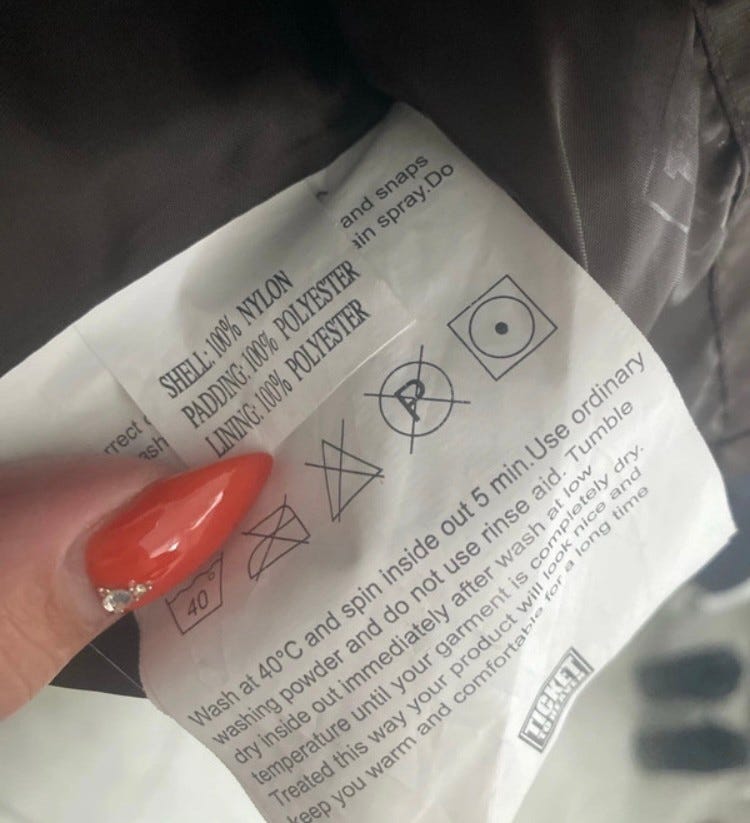 and snaps
ain spray.Do
SHELL: 100% NYLON
PADDING: 100% POLYESTER
LINING: 100% POLYESTER
rrect
ash
40°
P
Wash at 40°C and spin inside out 5 min.Use ordinary
washing powder and do not use rinse aid. Tumble
dry inside out immediately after wash at low
temperature until your garment is completely dry.
Treated this way your product will look nice and
keep you warm and comfortable for a long time
TICKET